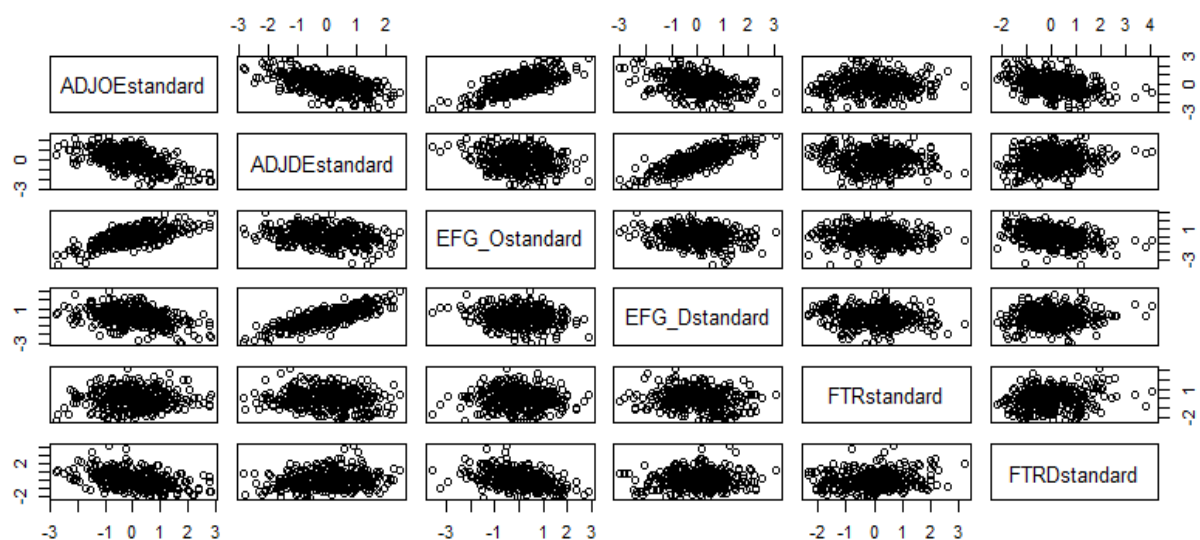 -3 -2 -1 0 1 2
-3 -2 -1 0 1 2 3
-2 0 1 2 3 4
ADJOEstandard
-3 0 3
-3 0
ADJDEstandard
EFG_Ostandard
-3 1
-3 1
EFG_Dstandard
FTRstandard
-2 1
-2 2
FTRDstandard
-3 -1 0 1 2 3
-3 -2 -1 0 1 2 3
-2 -1 0 1 2 3